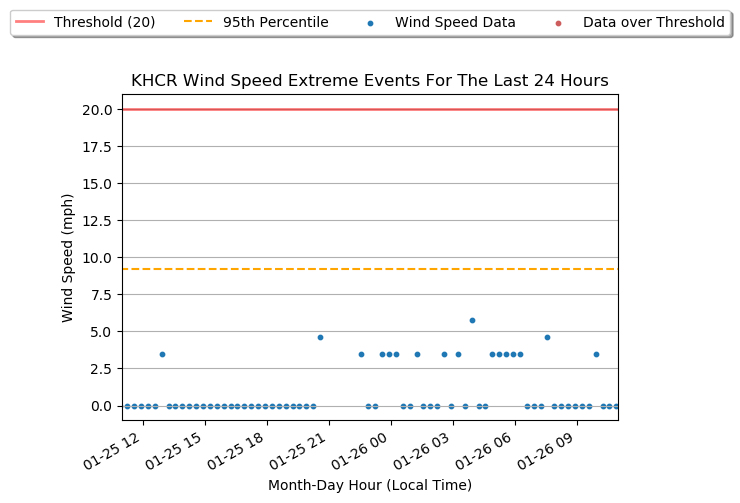 Threshold (20) 95th Percentile Wind Speed Data Data over Threshold
KHCR Wind Speed Extreme Events For The Last 24 Hours
Wind Speed (mph)
20.0
17.5
15.0
12.5
10.0
7.5
5.0
2.5
0.0
01-25 12 01-25 15 01-25 18 01-25 21 01-26 00 01-26 03 01-26 06 01-26 09
Month-Day Hour (Local Time)